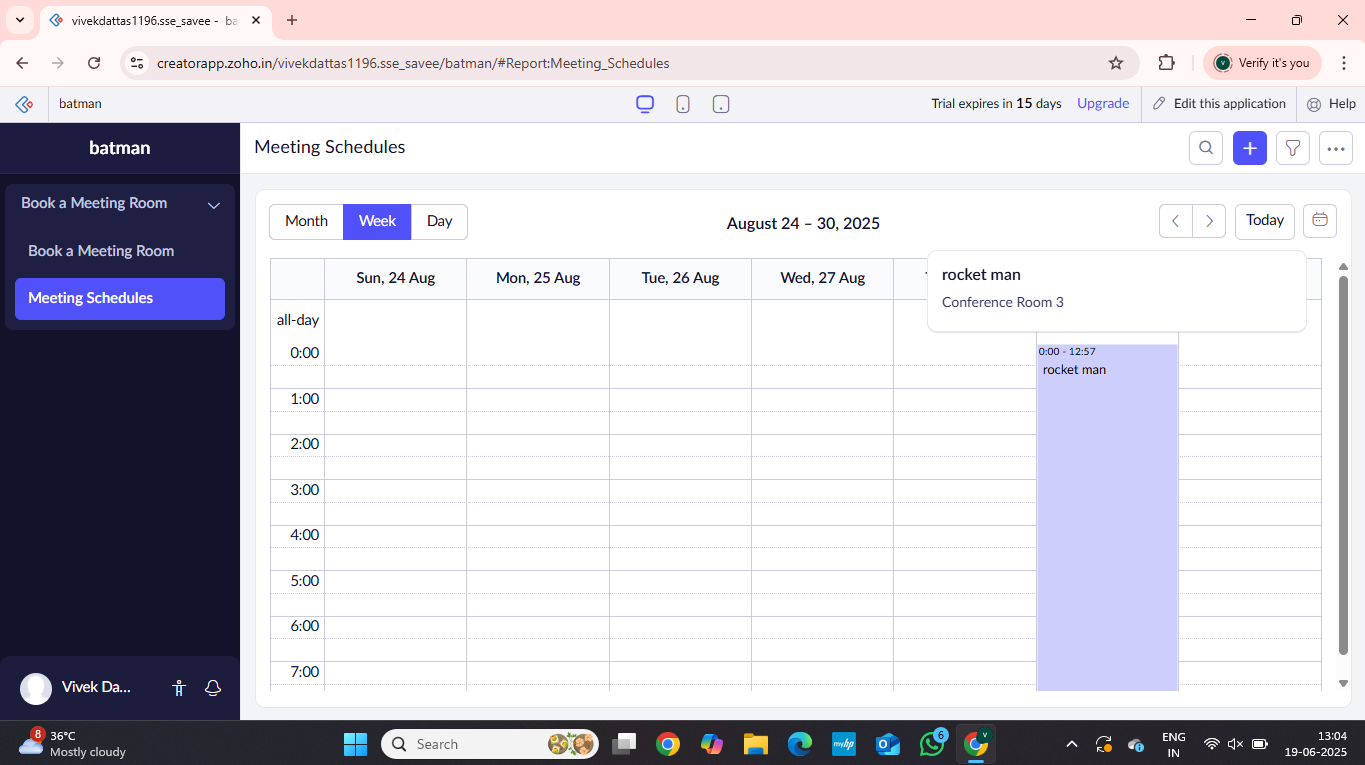 vivekdattas1196.sse_savee - ba
creatorapp.zoho.in/vivekdattas1196.sse_savee/batman/#Report:Meeting_Schedules
V
Verify it's you
batman
Trial expires in 15 days
Upgrade
Edit this application
Help
batman
Book a Meeting Room
Book a Meeting Room
Meeting Schedules
Vivek Da...
Meeting Schedules
Month
Week
Day
August 24 – 30, 2025
Today
Sun, 24 Aug
Mon, 25 Aug
Tue, 26 Aug
Wed, 27 Aug
rocket man
Conference Room 3
all-day
0:00
0:00 - 12:57
rocket man
1:00
2:00
3:00
4:00
5:00
6:00
7:00
8
36°C
Mostly cloudy
Search
myhp
6
V
ENG
IN
13:04
19-06-2025